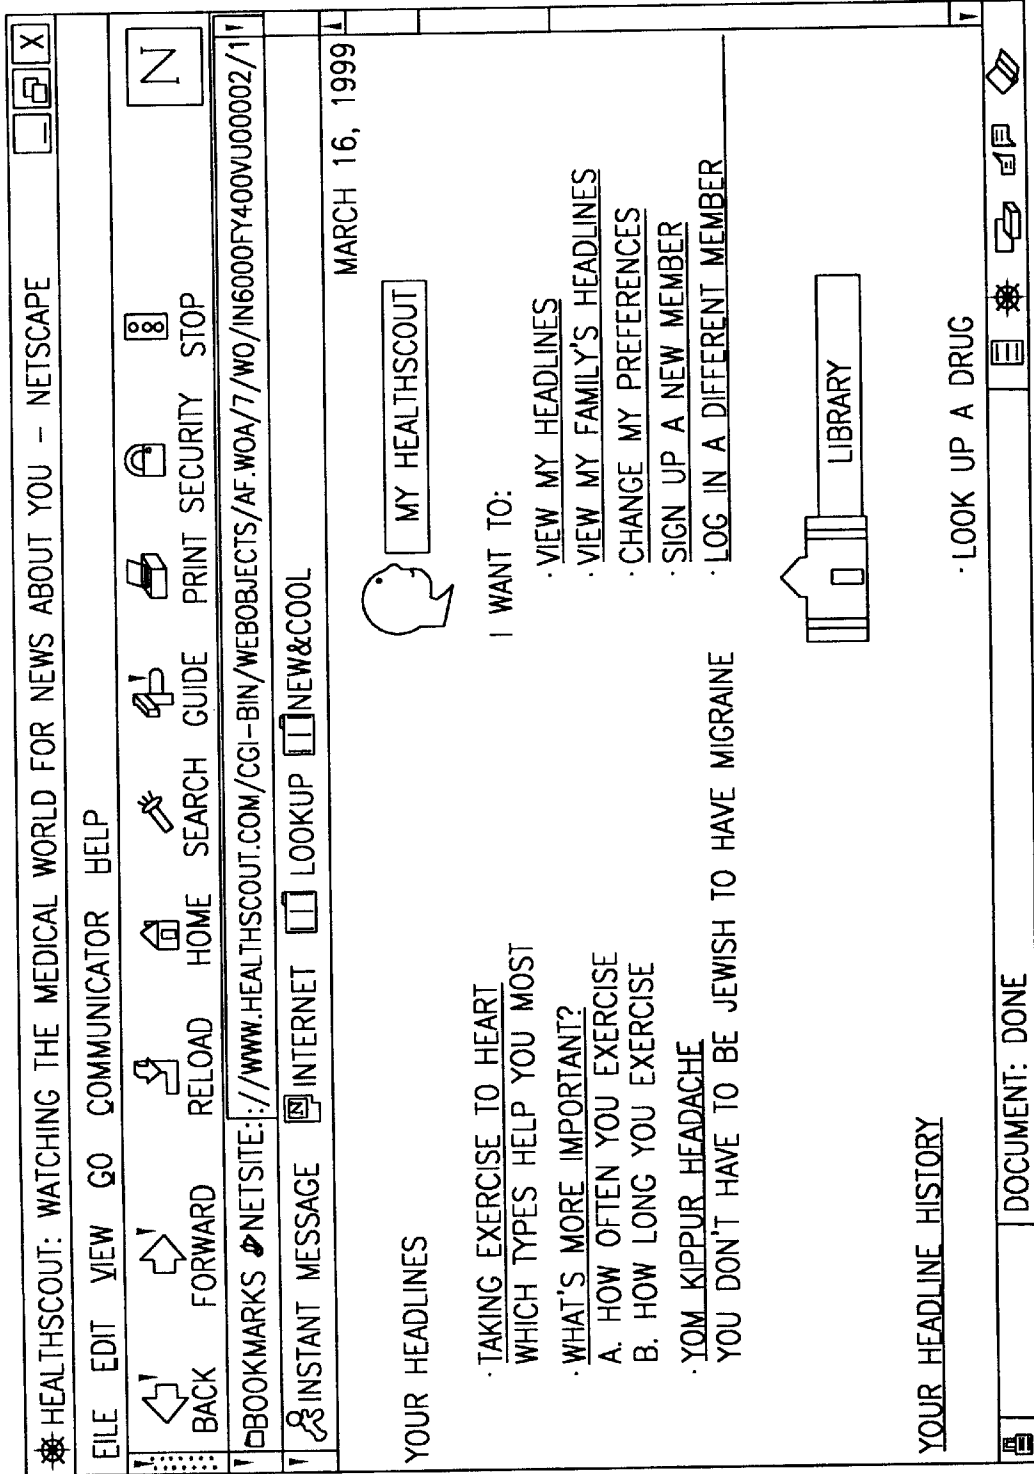 HEALTHSCOUT: WATCHING THE MEDICAL WORLD FOR NEWS ABOUT YOU – NETSCAPE
X
EILE EDIT VIEW GO COMMUNICATOR HELP
BACK FORWARD RELOAD HOME SEARCH GUIDE PRINT SECURITY STOP
N
BOOKMARKS NETSITE: ://WWW.HEALTHSCOUT.COM/CGI-BIN/WEBOBJECTS/AF.WOA/7/WO/IN6000FY400VU00002/1
INSTANT MESSAGE N INTERNET LOOKUP NEW&COOL
MARCH 16, 1999
YOUR HEADLINES
· TAKING EXERCISE TO HEART
WHICH TYPES HELP YOU MOST
· WHAT'S MORE IMPORTANT?
A. HOW OFTEN YOU EXERCISE
B. HOW LONG YOU EXERCISE
· YOM KIPPUR HEADACHE
YOU DON'T HAVE TO BE JEWISH TO HAVE MIGRAINE
YOUR HEADLINE HISTORY
MY HEALTHSCOUT
I WANT TO:
· VIEW MY HEADLINES
· VIEW MY FAMILY'S HEADLINES
· CHANGE MY PREFERENCES
· SIGN UP A NEW MEMBER
· LOG IN A DIFFERENT MEMBER
LIBRARY
· LOOK UP A DRUG
DOCUMENT: DONE